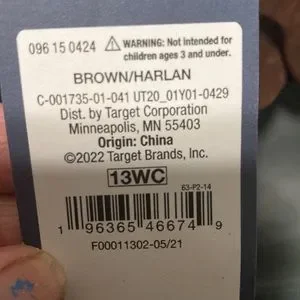 096 15 0424 ⚠ WARNING: Not intended for
children ages 3 and under.
BROWN/HARLAN
C-001735-01-041 UT20_01Y01-0429
Dist. by Target Corporation
Minneapolis, MN 55403
Origin: China
©2022 Target Brands, Inc.
13WC
63-P2-14
1 96365 46674 9
F00011302-05/21